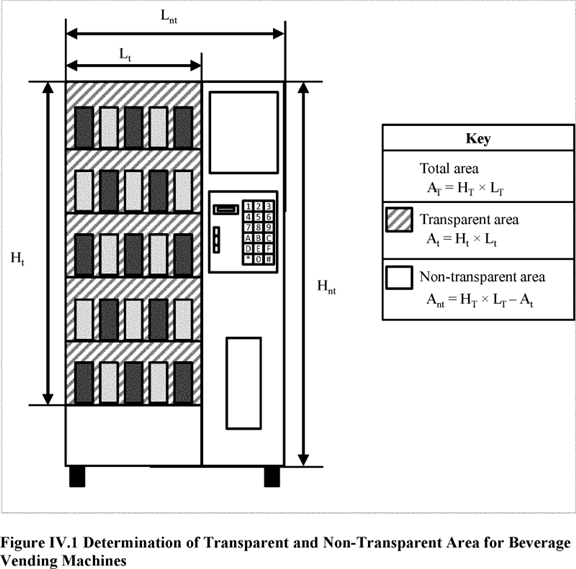 Lnt
Lt
Ht
Hnt
1 2 3
4 5 6
7 8 9
A B C
D E F
* 0 #
Key
Total area
AT = HT × LT
Transparent area
At = Ht × Lt
Non-transparent area
Ant = HT × LT – At
Figure IV.1 Determination of Transparent and Non-Transparent Area for Beverage
Vending Machines